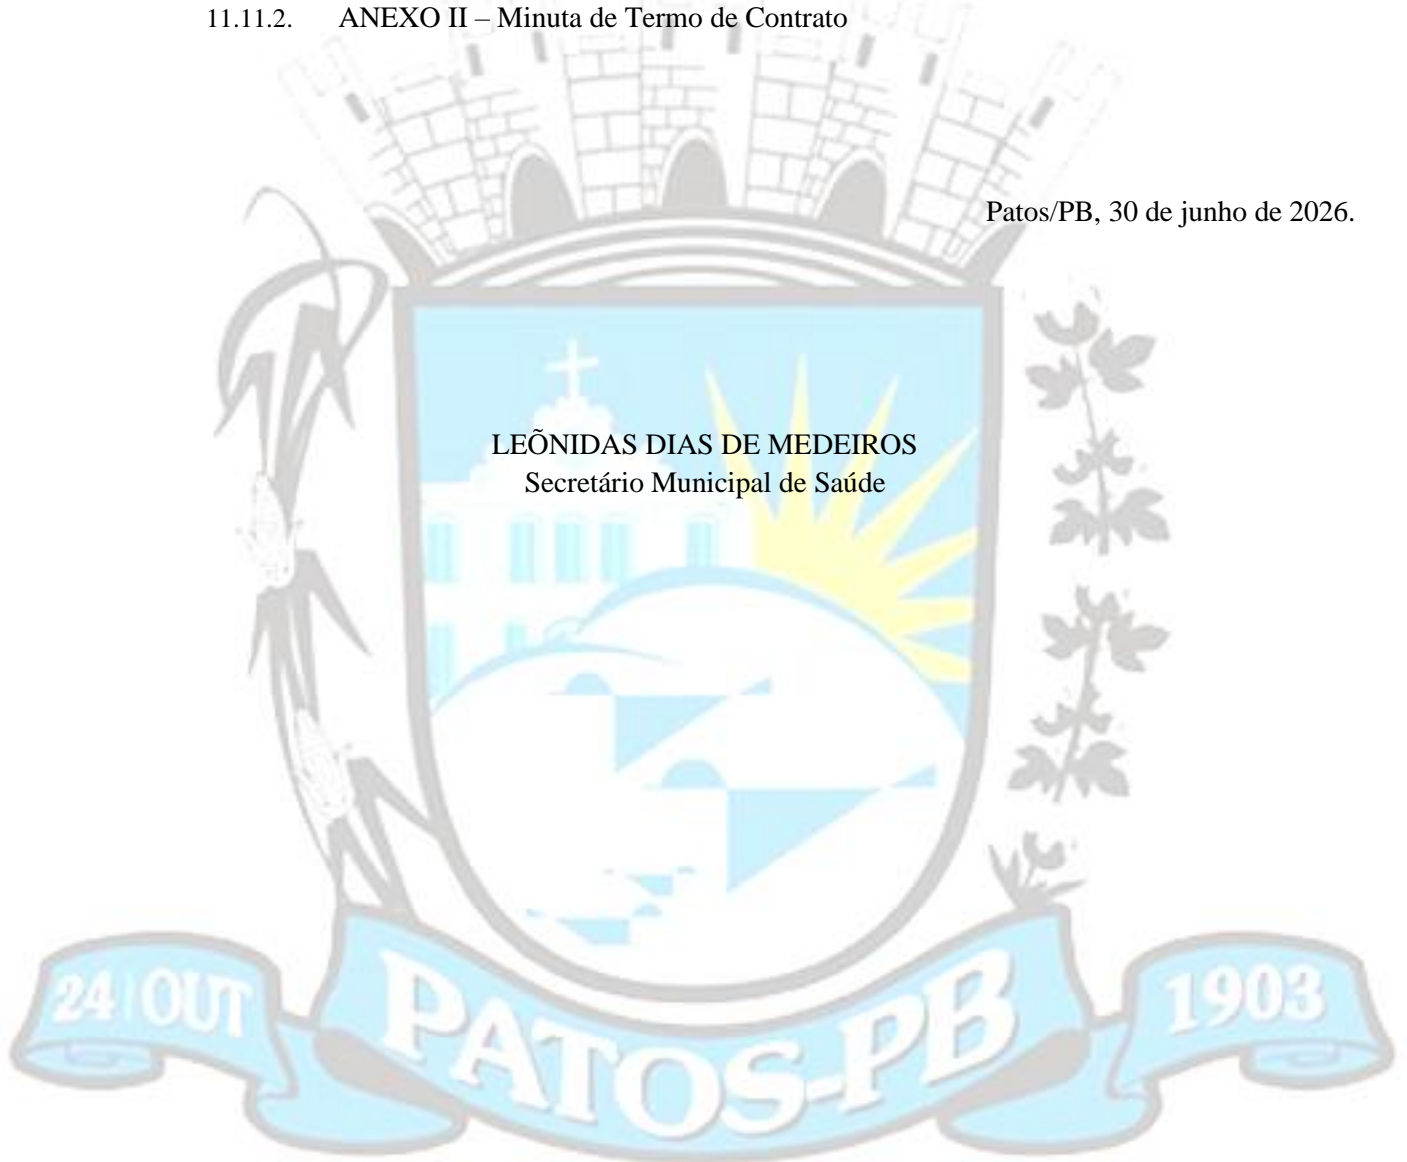 11.11.2. ANEXO II – Minuta de Termo de Contrato
Patos/PB, 30 de junho de 2026.
LEÕNIDAS DIAS DE MEDEIROS
Secretário Municipal de Saúde
24 OUT
PATOS-PB
1903